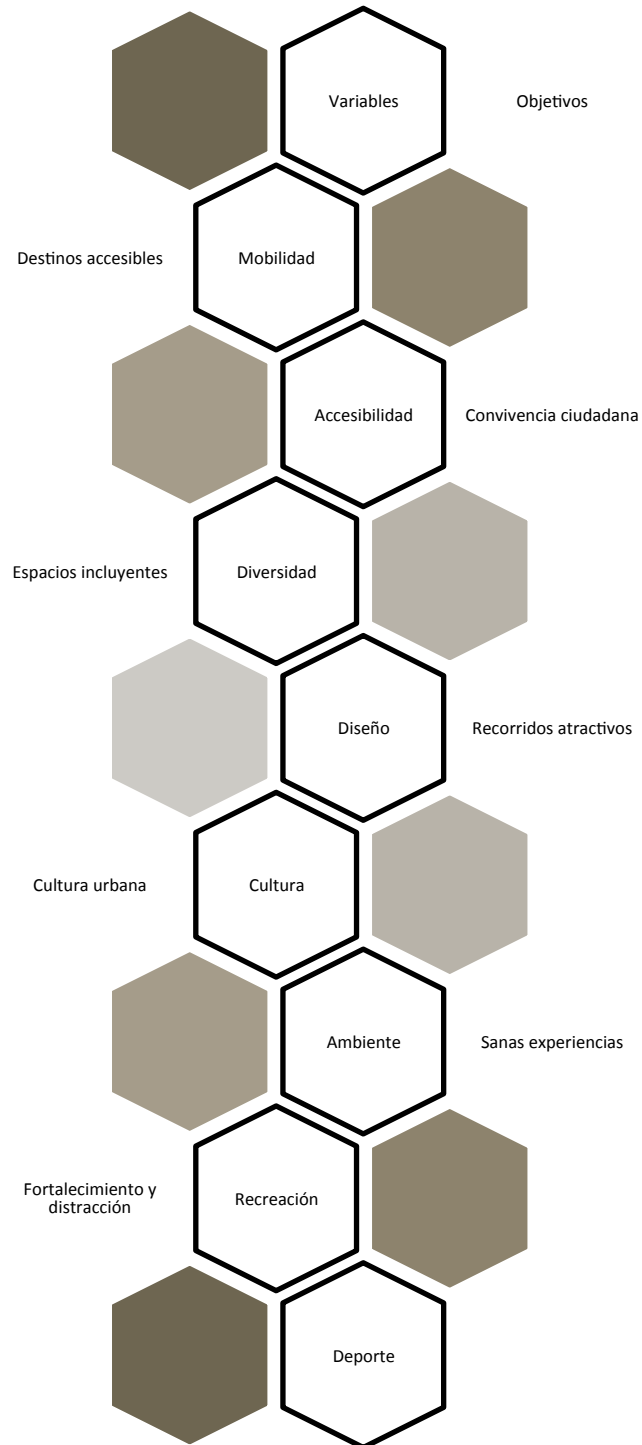 Variables
Objetivos
Destinos accesibles
Mobilidad
Accesibilidad
Convivencia ciudadana
Espacios incluyentes
Diversidad
Diseño
Recorridos atractivos
Cultura urbana
Cultura
Ambiente
Sanas experiencias
Fortalecimiento y
distracción
Recreación
Deporte